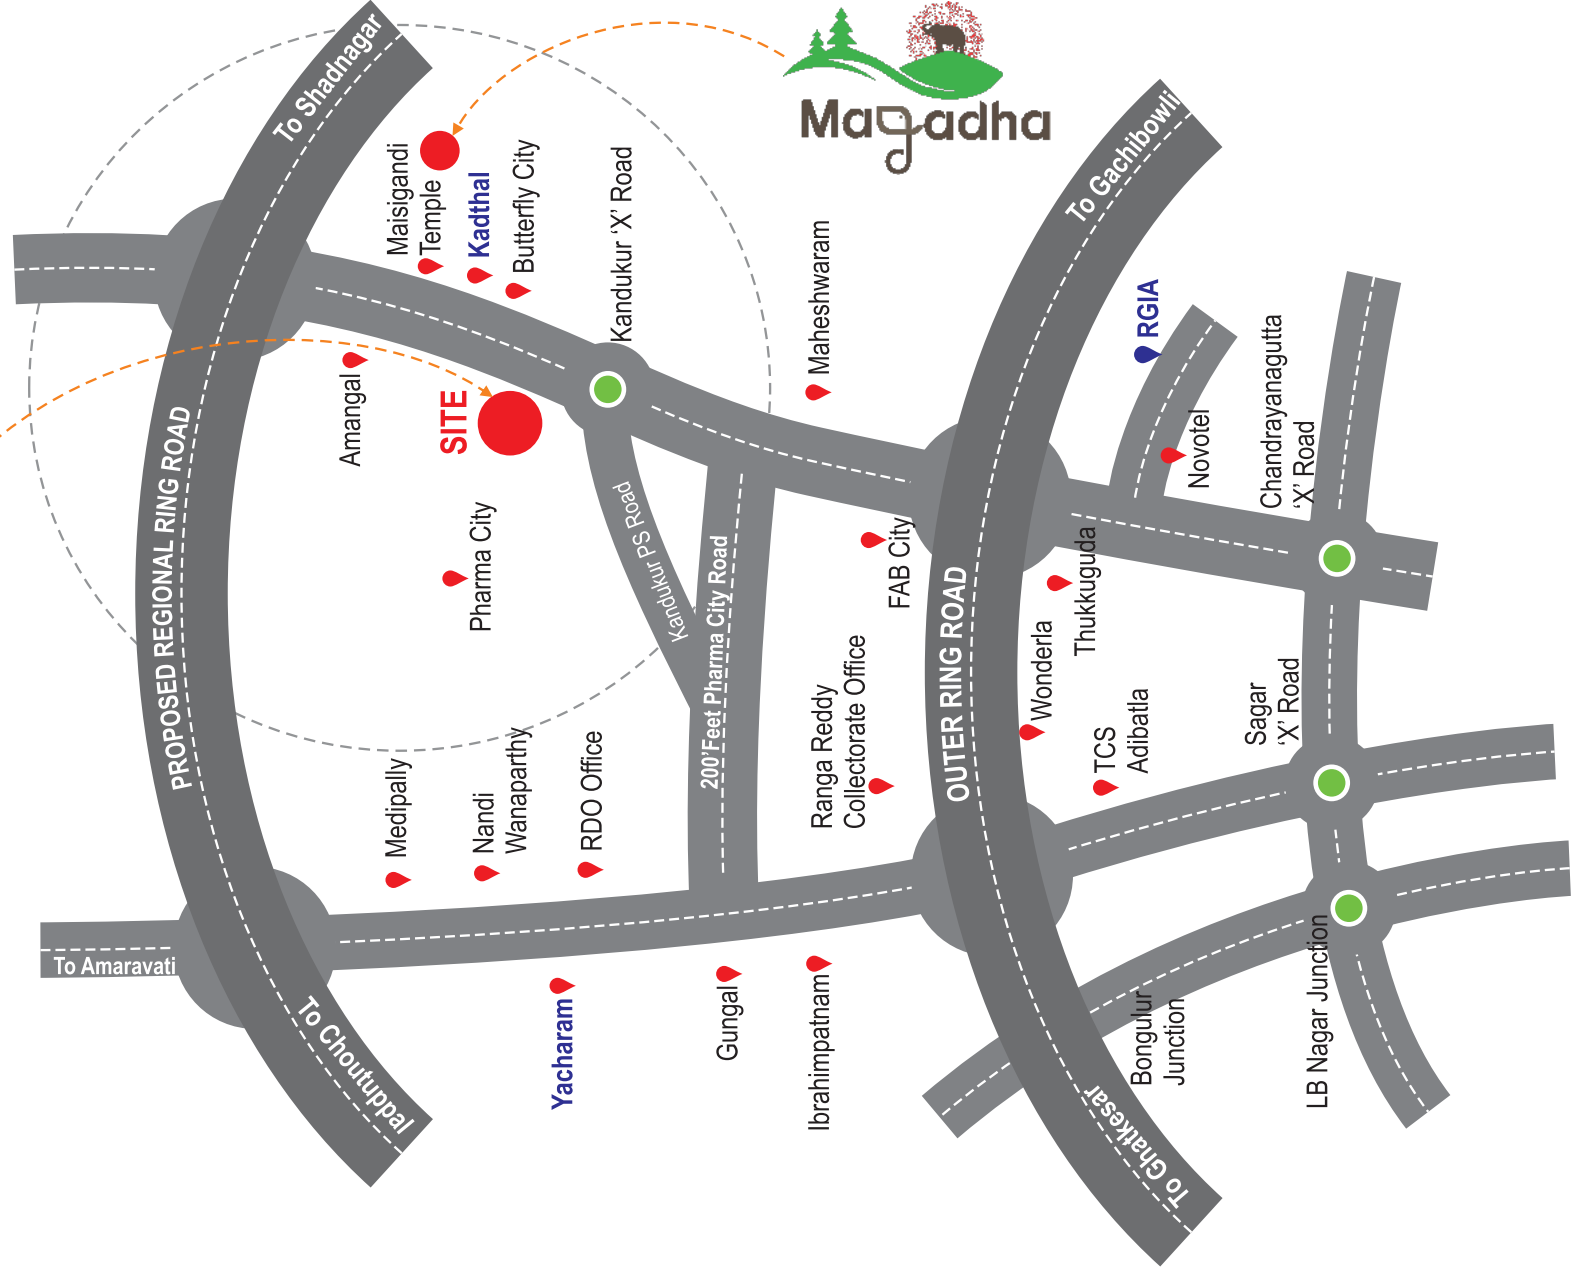 To Shadnagar
Magadha
To Gachibowli
Maisigandi
Temple
Kadthal
Butterfly City
Kandukur 'X' Road
Maheshwaram
RGIA
Amangal
SITE
Novotel
Chandrayanagutta
'X' Road
PROPOSED REGIONAL RING ROAD
Pharma City
Kandukur PS Road
200'Feet Pharma City Road
FAB City
OUTER RING ROAD
Thukkuguda
Wonderla
Ranga Reddy
Collectorate Office
TCS
Adibatla
Sagar
'X' Road
Medipally
Nandi
Wanaparthy
RDO Office
To Amaravati
To Choutuppal
Yacharam
Gungal
Ibrahimpatnam
Bongulur
Junction
LB Nagar Junction
To Ghatkesar